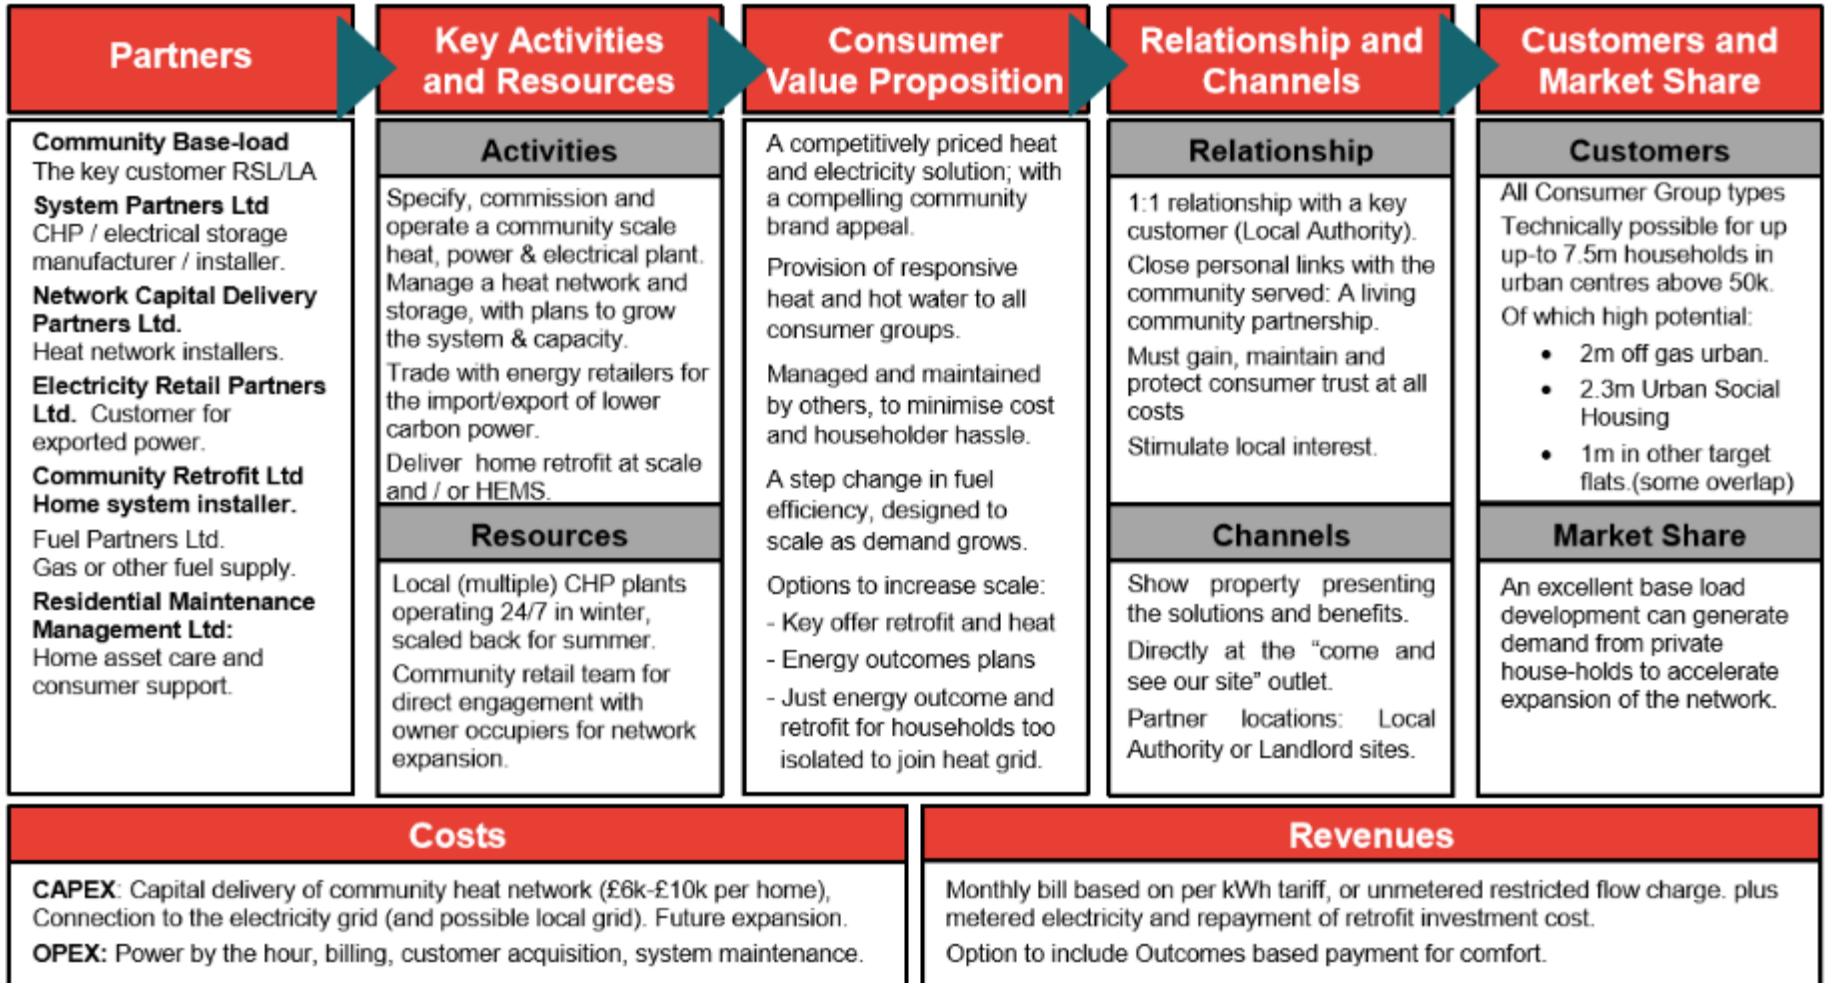 Partners
Community Base-load
The key customer RSL/LA
System Partners Ltd
CHP / electrical storage
manufacturer / installer.
Network Capital Delivery
Partners Ltd.
Heat network installers.
Electricity Retail Partners
Ltd. Customer for
exported power.
Community Retrofit Ltd
Home system installer.
Fuel Partners Ltd.
Gas or other fuel supply.
Residential Maintenance
Management Ltd:
Home asset care and
consumer support.
Key Activities
and Resources
Activities
Specify, commission and
operate a community scale
heat, power & electrical plant.
Manage a heat network and
storage, with plans to grow
the system & capacity.
Trade with energy retailers for
the import/export of lower
carbon power.
Deliver home retrofit at scale
and / or HEMS.
Resources
Local (multiple) CHP plants
operating 24/7 in winter,
scaled back for summer.
Community retail team for
direct engagement with
owner occupiers for network
expansion.
Consumer
Value Proposition
A competitively priced heat
and electricity solution; with
a compelling community
brand appeal.
Provision of responsive
heat and hot water to all
consumer groups.
Managed and maintained
by others, to minimise cost
and householder hassle.
A step change in fuel
efficiency, designed to
scale as demand grows.
Options to increase scale:
- Key offer retrofit and heat
- Energy outcomes plans
- Just energy outcome and
retrofit for households too
isolated to join heat grid.
Relationship and
Channels
Relationship
1:1 relationship with a key
customer (Local Authority).
Close personal links with the
community served: A living
community partnership.
Must gain, maintain and
protect consumer trust at all
costs
Stimulate local interest.
Channels
Show property presenting
the solutions and benefits.
Directly at the “come and
see our site” outlet.
Partner locations: Local
Authority or Landlord sites.
Customers and
Market Share
Customers
All Consumer Group types
Technically possible for up
up-to 7.5m households in
urban centres above 50k.
Of which high potential:
• 2m off gas urban.
• 2.3m Urban Social
Housing
• 1m in other target
flats.(some overlap)
Market Share
An excellent base load
development can generate
demand from private
house-holds to accelerate
expansion of the network.
Costs
CAPEX: Capital delivery of community heat network (£6k-£10k per home),
Connection to the electricity grid (and possible local grid). Future expansion.
OPEX: Power by the hour, billing, customer acquisition, system maintenance.
Revenues
Monthly bill based on per kWh tariff, or unmetered restricted flow charge. plus
metered electricity and repayment of retrofit investment cost.
Option to include Outcomes based payment for comfort.